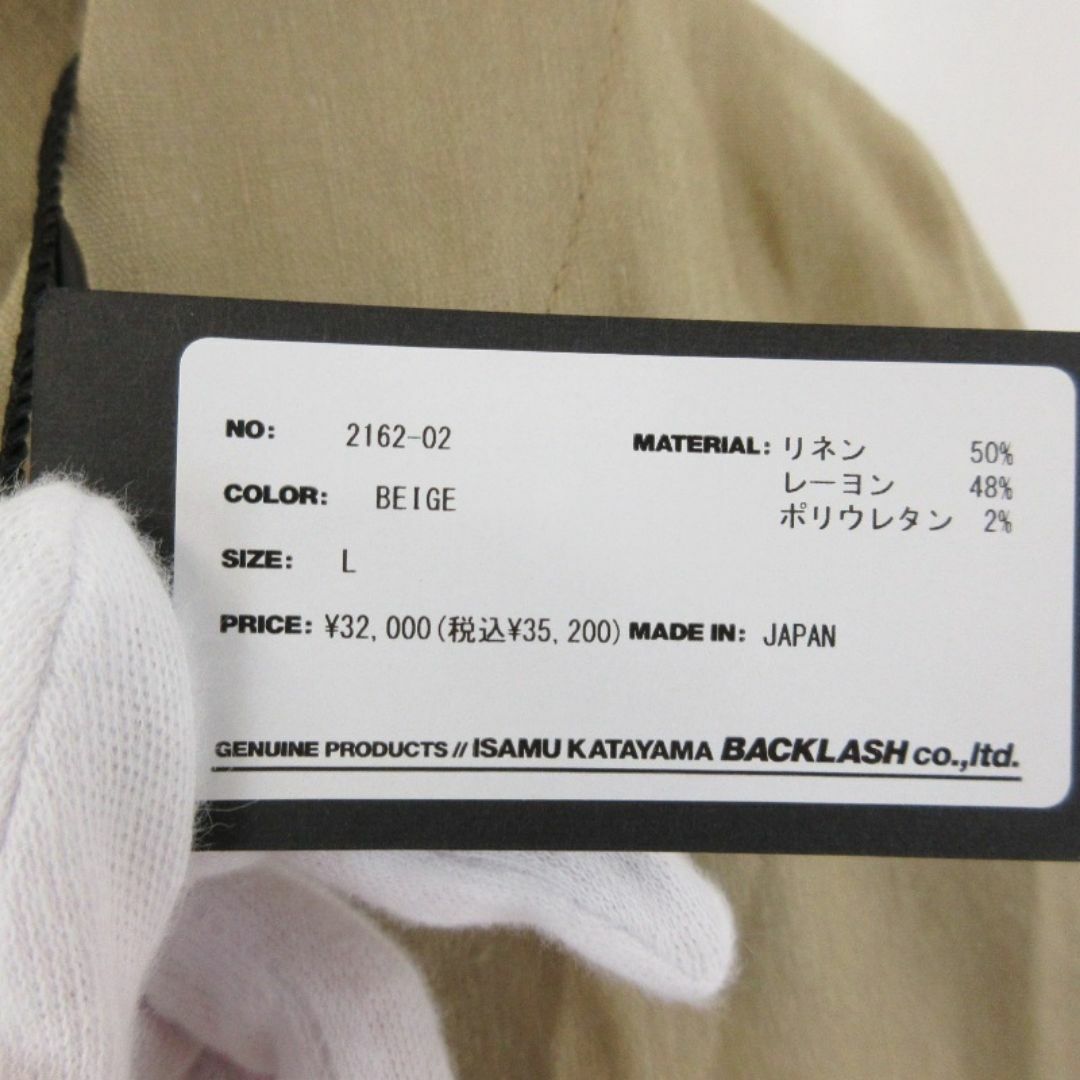 NO: 2162-02
COLOR: BEIGE
SIZE: L
PRICE: ¥32,000(税込¥35,200)
MATERIAL: リネン 50%
レーヨン 48%
ポリウレタン 2%
MADE IN: JAPAN
GENUINE PRODUCTS // ISAMU KATAYAMA BACKLASH co.,ltd.